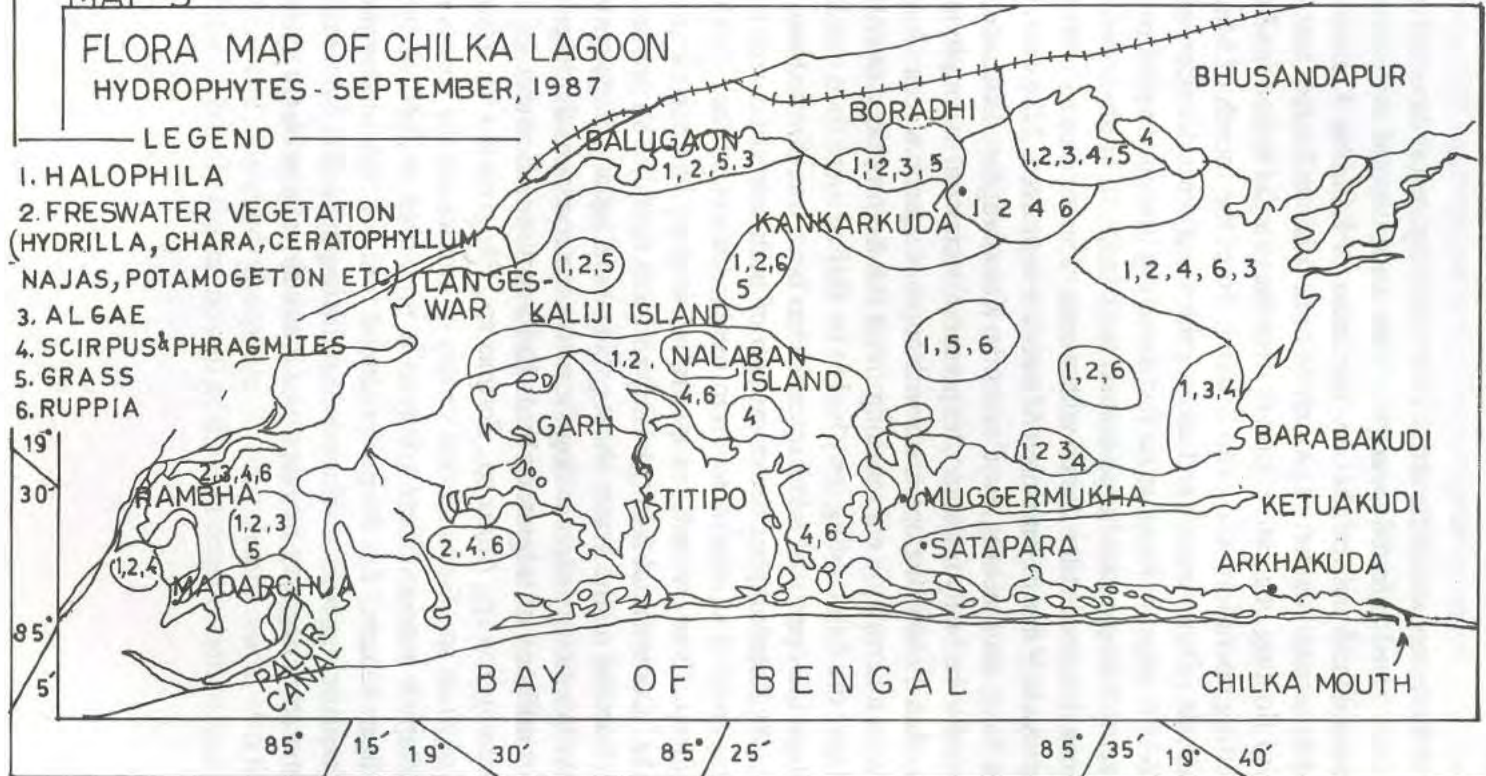 MAP 3
FLORA MAP OF CHILKA LAGOON
HYDROPHYTES - SEPTEMBER, 1987
LEGEND
1. HALOPHILA
2. FRESWATER VEGETATION
(HYDRILLA, CHARA, CERATOPHYLLUM
NAJAS, POTAMOGETON ETC)
3. ALGAE
4. SCIRPUS & PHRAGMITES
5. GRASS
6. RUPPIA
BHUSANDAPUR
BORADHI
BALUGAON
1, 2, 5, 3
1, 2, 3, 5
1, 2, 3, 4, 5
4
KANKARKUDA
1 2 4 6
1, 2, 5
1, 2, 6
5
1, 2, 4, 6, 3
LANGES-
WAR
KALIJI ISLAND
1, 5, 6
1, 2, 6
1, 3, 4
1, 2.
NALABAN
ISLAND
4, 6
4
GARH
BARABAKUDI
1 2 3 4
19°
30'
2, 3, 4, 6
RAMBHA
1, 2, 3
5
TITIPO
MUGGERMUKHA
KETUAKUDI
2, 4, 6
4, 6
SATAPARA
1, 2, 4
MADARCHUA
ARKHAKUDA
85°
5'
PALUR
CANAL
BAY OF BENGAL
CHILKA MOUTH
85° 15' 19° 30' 85° 25' 85° 35' 19° 40'